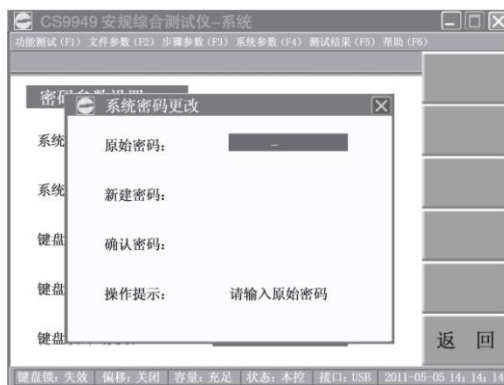 CS9949 安规综合测试仪-系统
功能测试(F1) 文件参数(F2) 步骤参数(F3) 系统参数(F4) 测试结果(F5) 帮助(F6)
系统密码更改
系统
原始密码: _
系统
新建密码:
键盘
确认密码:
键盘
操作提示: 请输入原始密码
键盘
返 回
键盘锁: 失效 偏移: 关闭 容量: 充足 状态: 本控 接口: USB 2011-05-05 14: 14: 14